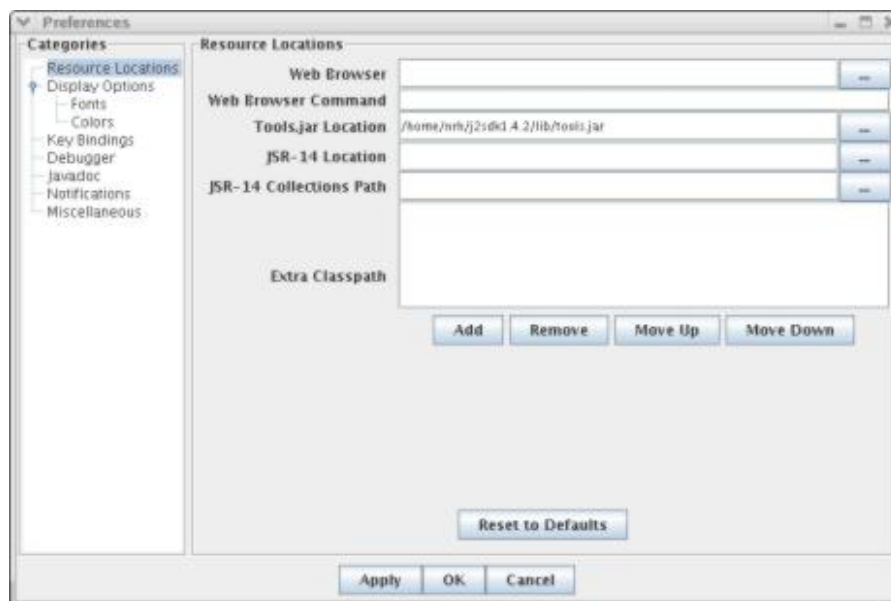 Preferences
Categories
Resource Locations
Display Options
Fonts
Colors
Key Bindings
Debugger
Javadoc
Notifications
Miscellaneous
Resource Locations
Web Browser
...
Web Browser Command
Tools.jar Location /home/nrh/j2sdk1.4.2/lib/tools.jar
...
JSR-14 Location
...
JSR-14 Collections Path
...
Extra Classpath
Add Remove Move Up Move Down
Reset to Defaults
Apply OK Cancel